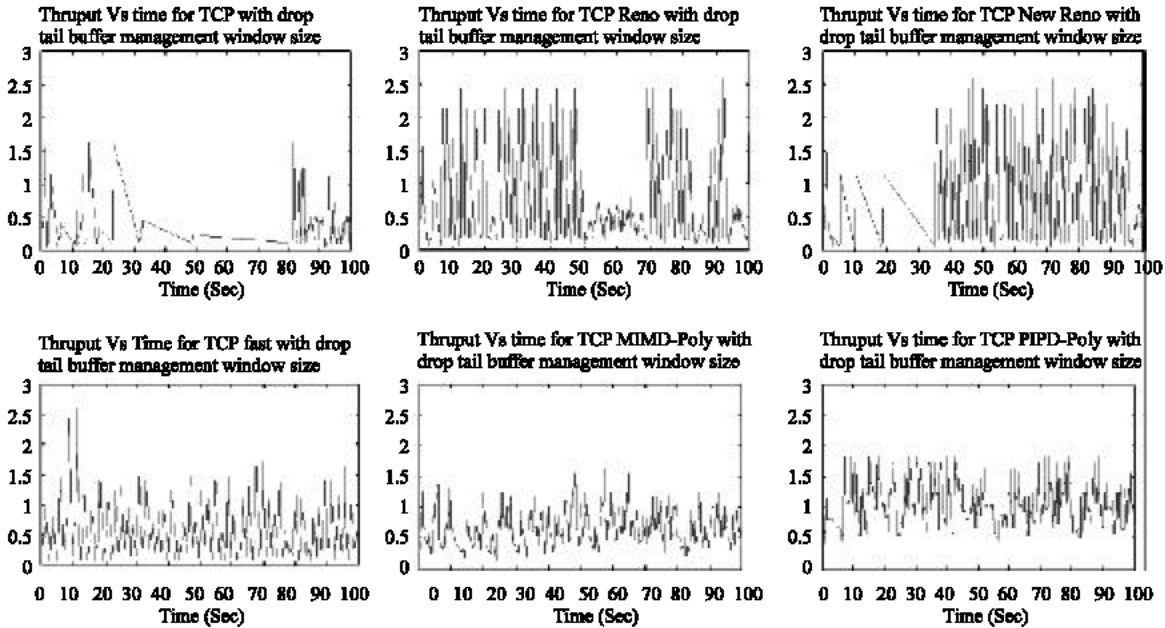 Thruput Vs time for TCP with drop
tail buffer management window size
3
2.5
2
1.5
1
0.5
0
0 10 20 30 40 50 60 70 80 90 100
Time (Sec)
Thruput Vs time for TCP Reno with drop
tail buffer management window size
3
2.5
2
1.5
1
0.5
0
0 10 20 30 40 50 60 70 80 90 100
Time (Sec)
Thruput Vs time for TCP New Reno with
drop tail buffer management window size
3
2.5
2
1.5
1
0.5
0
0 10 20 30 40 50 60 70 80 90 100
Time (Sec)
Thruput Vs Time for TCP fast with drop
tail buffer management window size
3
2.5
2
1.5
1
0.5
0
0 10 20 30 40 50 60 70 80 90 100
Time (Sec)
Thruput Vs time for TCP MIMD-Poly with
drop tail buffer management window size
3
2.5
2
1.5
1
0.5
0
0 10 20 30 40 50 60 70 80 90 100
Time (Sec)
Thruput Vs time for TCP PIPD-Poly with
drop tail buffer management window size
3
2.5
2
1.5
1
0.5
0
0 10 20 30 40 50 60 70 80 90 100
Time (Sec)